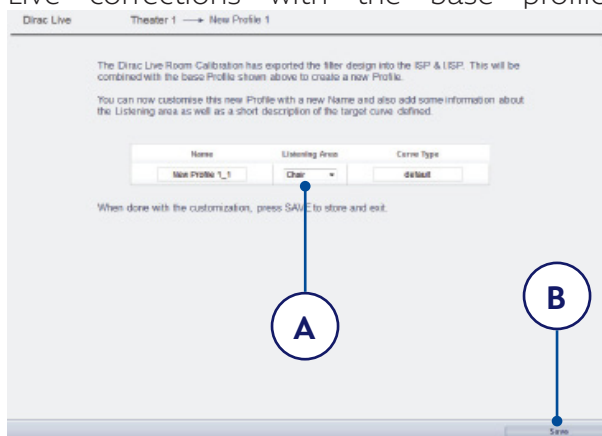 Live corrections with the base profile
Dirac Live Theater 1 → New Profile 1
The Dirac Live Room Calibration has exported the filter design into the ISP & LISP. This will be
combined with the base Profile shown above to create a new Profile.
You can now customise this new Profile with a new Name and also add some information about
the Listening area as well as a short description of the target curve defined.
Name Listening Area Curve Type
New Profile 1_1 Chair default
When done with the customization, press SAVE to store and exit.
B
A
Save